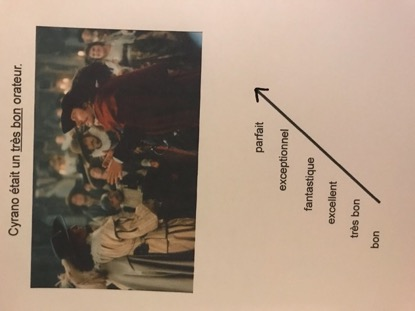 Cyrano était un très bon orateur.
parfait
exceptionnel
fantastique
excellent
très bon
bon